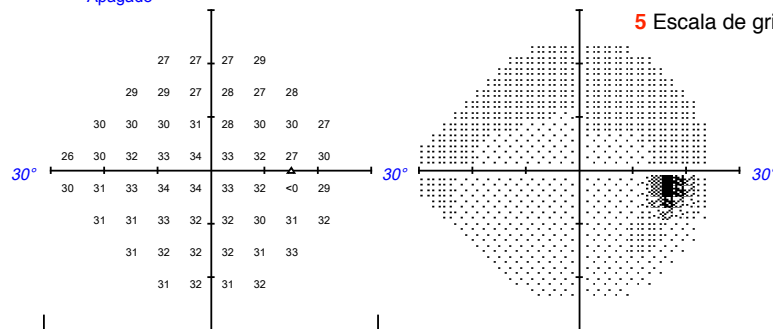 Apagado
5 Escala de gri
27 27 27 29
29 29 27 28 27 28
30 30 30 31 28 30 30 27
26 30 32 33 34 33 32 27 30
30° 30° 30°
30 31 33 34 34 33 32 <0 29
31 31 33 32 32 30 31 32
31 32 32 32 31 33
31 32 31 32